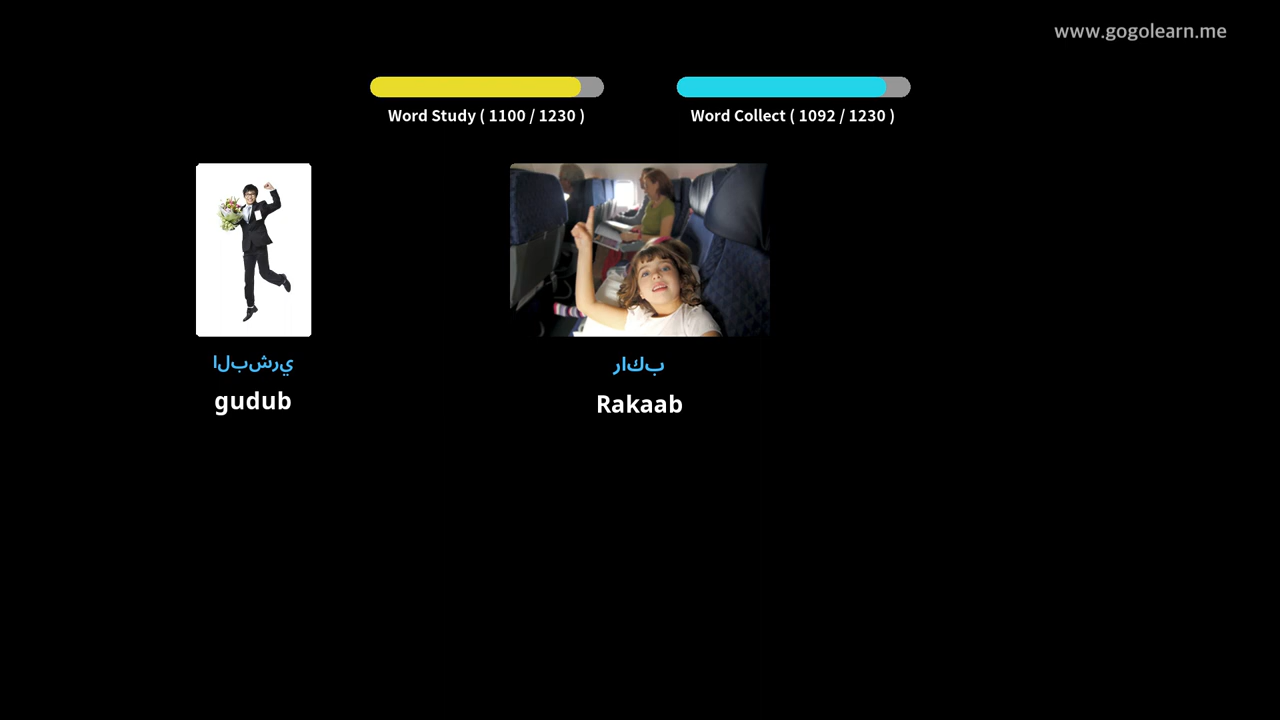 www.gogolearn.me
Word Study ( 1100 / 1230 )
Word Collect ( 1092 / 1230 )
البشري
gudub
راكب
Rakaab